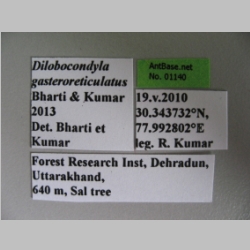 Dilobocondyla
gasteroreticulatus
Bharti & Kumar
2013
Det. Bharti et
Kumar
AntBase.net
No. 01140
19.v.2010
30.343732°N,
77.992802°E
leg. R. Kumar
Forest Research Inst, Dehradun,
Uttarakhand,
640 m, Sal tree